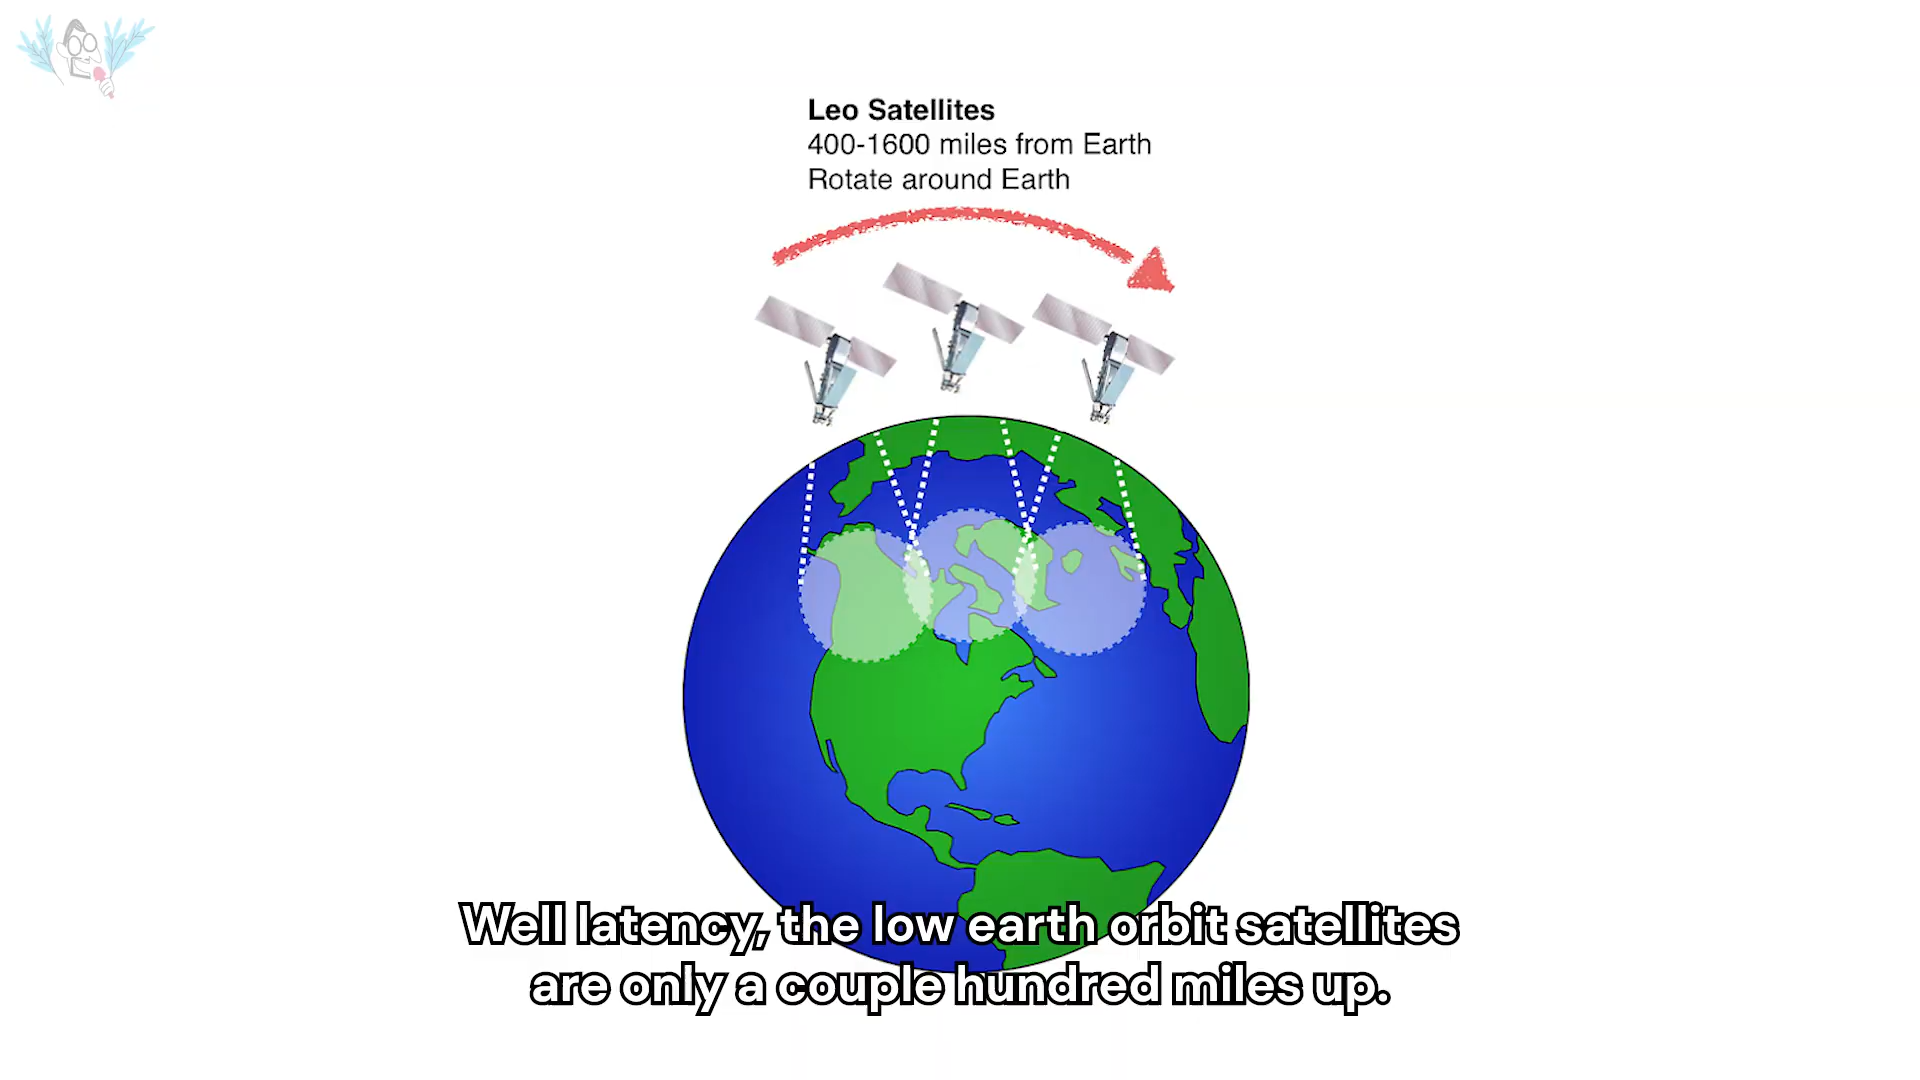 Leo Satellites
400-1600 miles from Earth
Rotate around Earth
Well latency, the low earth orbit satellites
are only a couple hundred miles up.